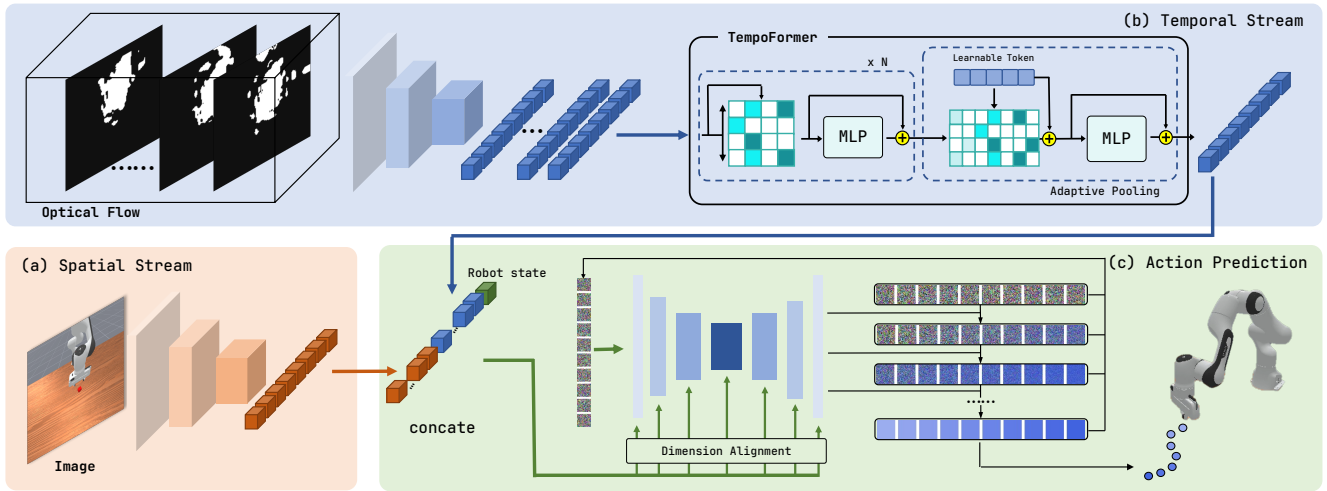 (b) Temporal Stream
TempoFormer
x N
Learnable Token
MLP
MLP
Adaptive Pooling
Optical Flow
(a) Spatial Stream
Image
Robot state
concate
(c) Action Prediction
Dimension Alignment